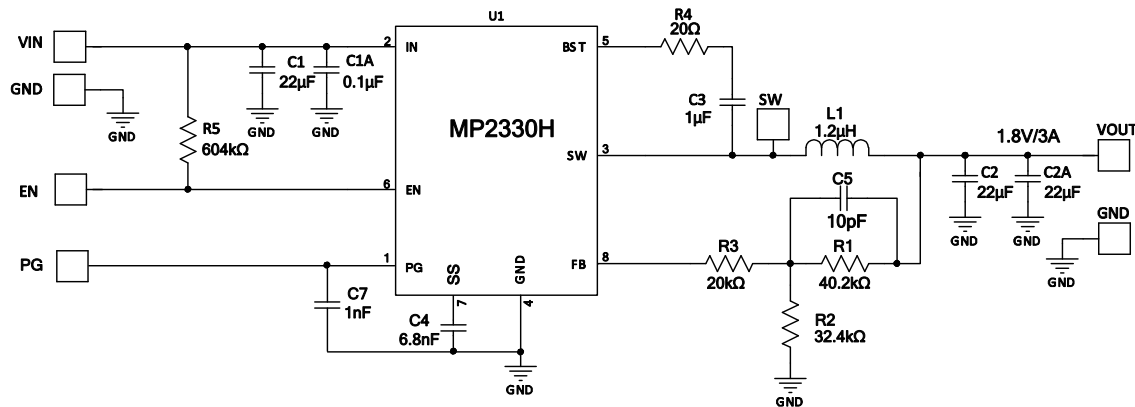 U1
VIN
2
IN
BST
5
R4
20Ω
C1
22µF
C1A
0.1µF
GND
GND
GND
GND
R5
604kΩ
C3
1µF
SW
L1
1.2µH
1.8V/3A
VOUT
MP2330H
SW
3
EN
6
EN
C5
10pF
C2
22µF
C2A
22µF
GND
GND
GND
GND
PG
1
PG
SS
GND
FB
8
R3
20kΩ
R1
40.2kΩ
C7
1nF
7
4
C4
6.8nF
R2
32.4kΩ
GND
GND